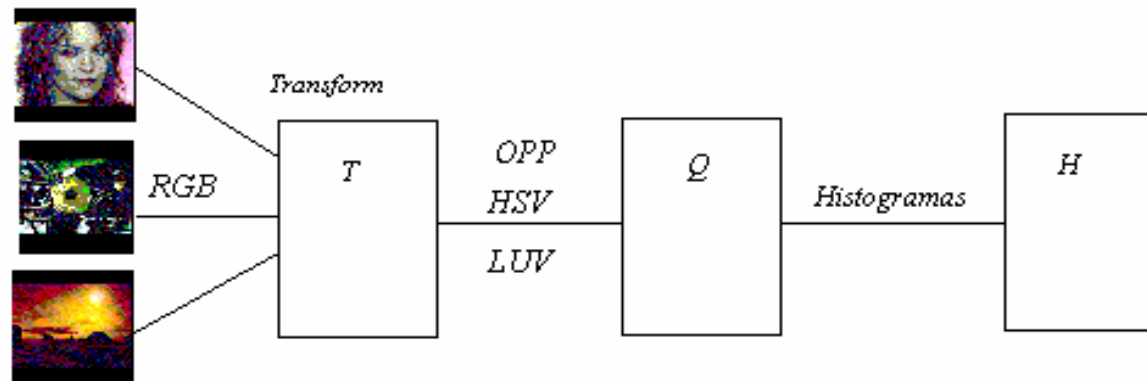 Transform
RGB
T
OPP
HSV
LUV
Q
Histogramas
H